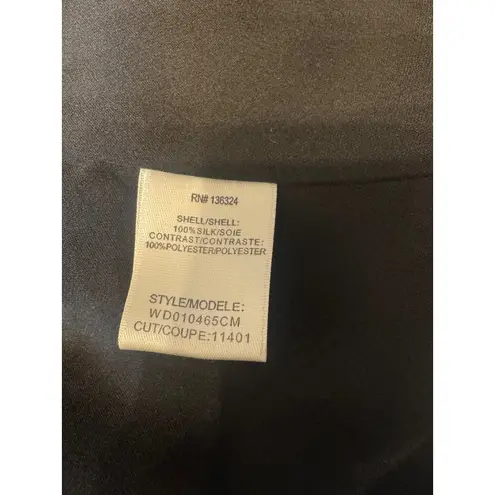 RN# 136324
SHELL/SHELL:
100%SILK/SOIE
CONTRAST/CONTRASTE:
100%POLYESTER/POLYESTER
STYLE/MODELE:
WD010465CM
CUT/COUPE:11401